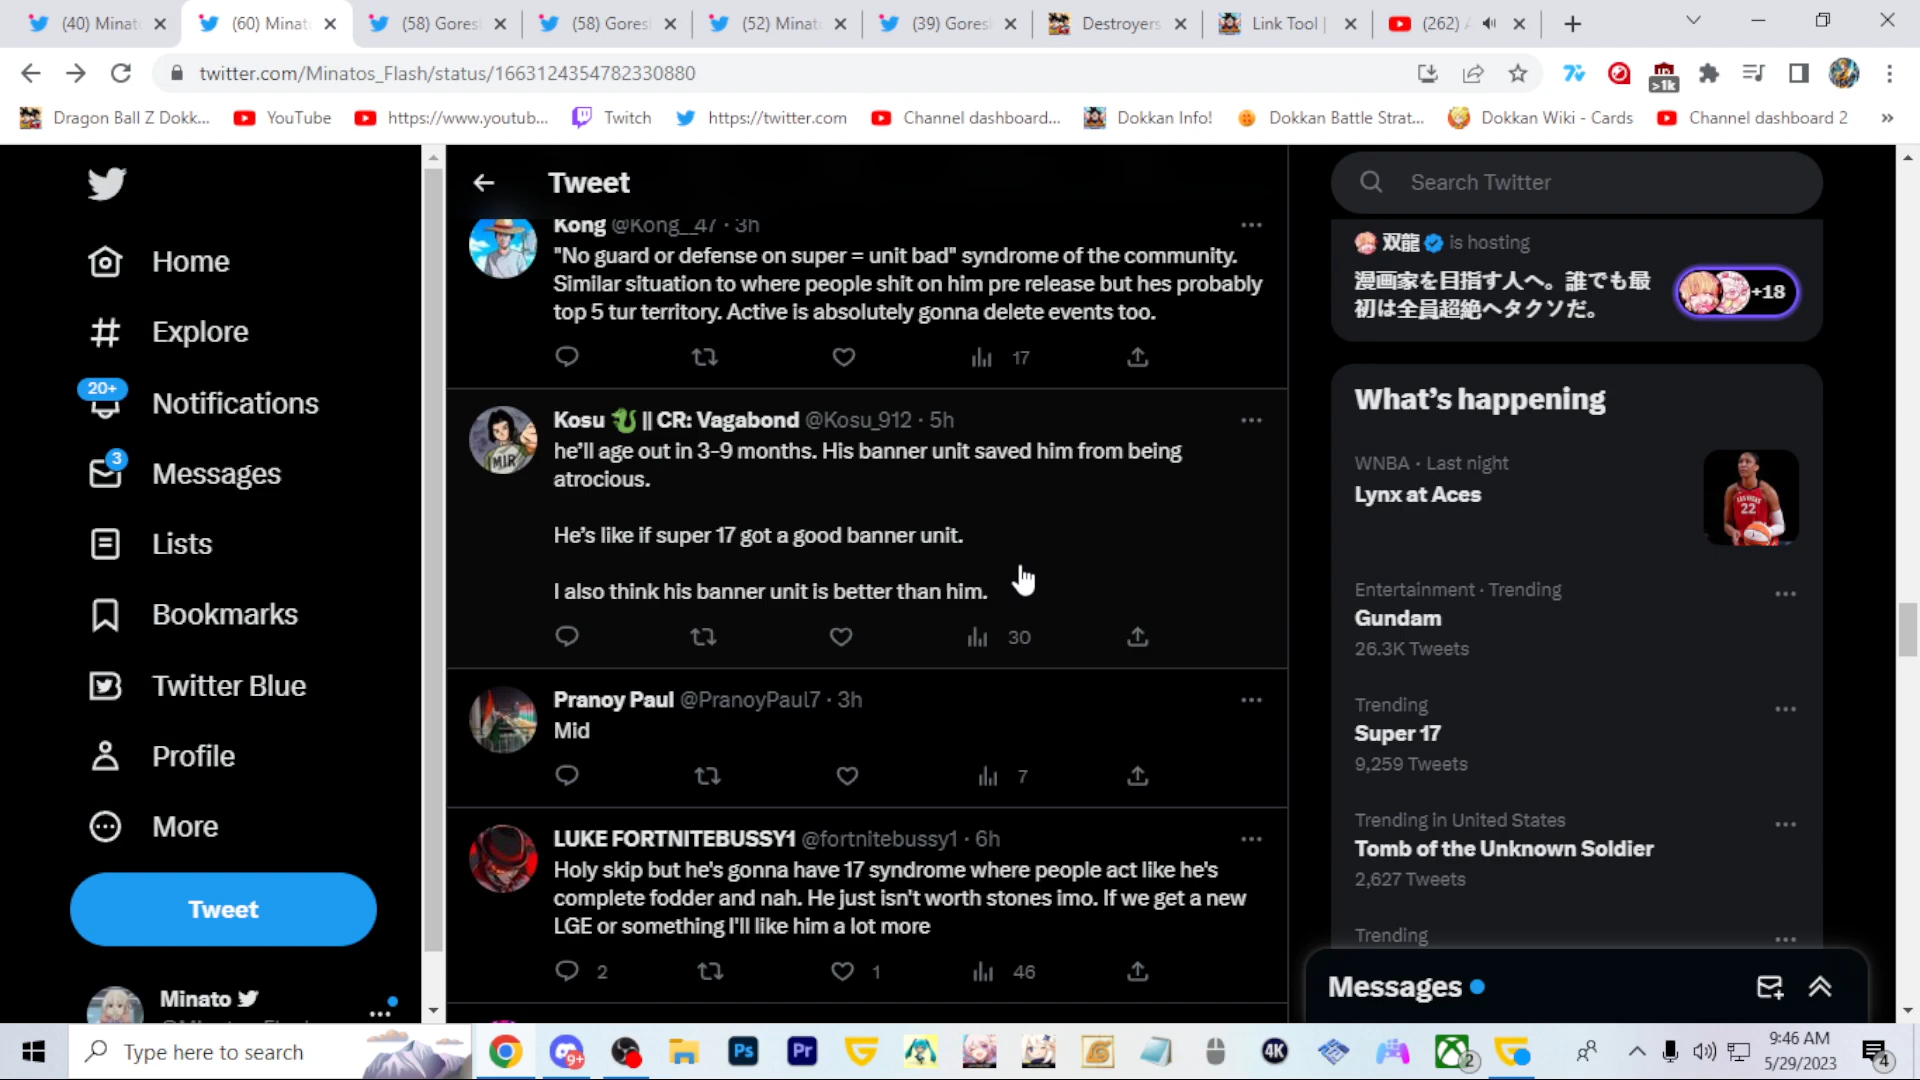 (40) Minato
(60) Minato
(58) Gores
(58) Gores
(52) Minato
(39) Gores
Destroyers
Link Tool |
(262)
twitter.com/Minatos_Flash/status/1663124354782330880
>1k
Dragon Ball Z Dokk...
YouTube
https://www.youtub...
Twitch
https://twitter.com
Channel dashboard...
Dokkan Info!
Dokkan Battle Strat...
Dokkan Wiki - Cards
Channel dashboard 2
»
Home
Explore
20+
Notifications
3
Messages
Lists
Bookmarks
Twitter Blue
Profile
More
Tweet
Minato
Tweet
Kong @Kong__47 · 3h
"No guard or defense on super = unit bad" syndrome of the community.
Similar situation to where people shit on him pre release but hes probably
top 5 tur territory. Active is absolutely gonna delete events too.
17
Kosu 🐉 || CR: Vagabond @Kosu_912 · 5h
he’ll age out in 3-9 months. His banner unit saved him from being
atrocious.
He’s like if super 17 got a good banner unit.
I also think his banner unit is better than him.
30
Pranoy Paul @PranoyPaul7 · 3h
Mid
7
LUKE FORTNITEBUSSY1 @fortnitebussy1 · 6h
Holy skip but he's gonna have 17 syndrome where people act like he's
complete fodder and nah. He just isn't worth stones imo. If we get a new
LGE or something I'll like him a lot more
2
1
46
Search Twitter
双龍 is hosting
漫画家を目指す人へ。誰でも最
初は全員超絶ヘタクソだ。
+18
What’s happening
WNBA · Last night
Lynx at Aces
Entertainment · Trending
Gundam
26.3K Tweets
Trending
Super 17
9,259 Tweets
Trending in United States
Tomb of the Unknown Soldier
2,627 Tweets
Trending
Messages
Type here to search
9+
Ps
Pr
4K
2
9:46 AM
5/29/2023
4